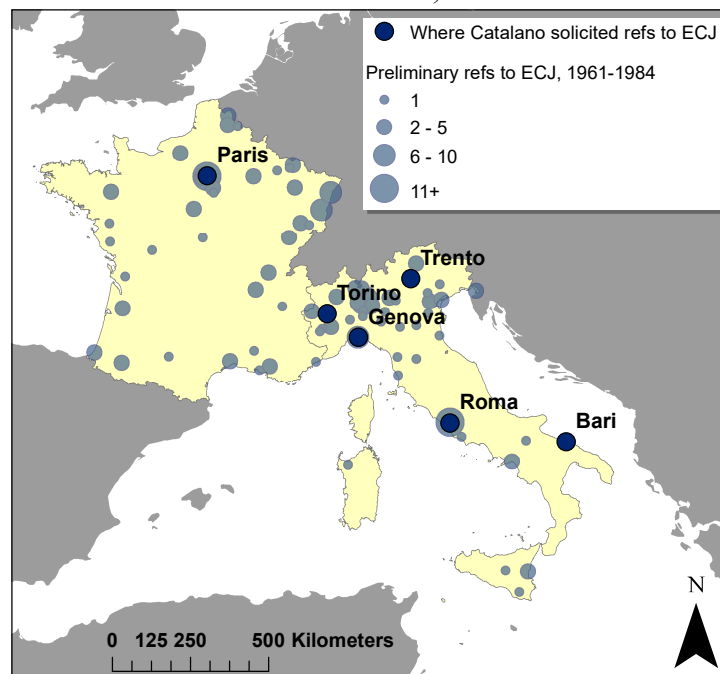 Where Catalano solicited refs to ECJ
Preliminary refs to ECJ, 1961-1984
1
2 - 5
6 - 10
11+
Paris
Trento
Torino
Genova
Roma
Bari
N
0 125 250 500 Kilometers